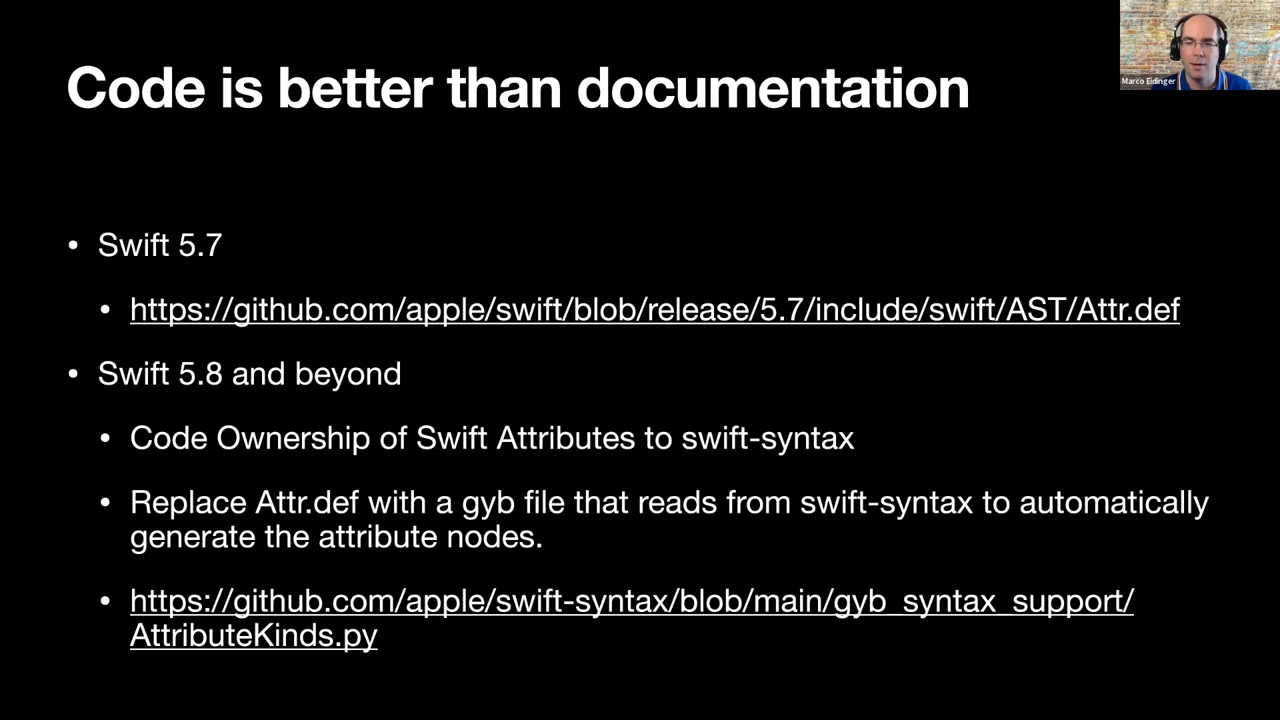 Code is better than documentation
Marco Eidinger
• Swift 5.7
• https://github.com/apple/swift/blob/release/5.7/include/swift/AST/Attr.def
• Swift 5.8 and beyond
• Code Ownership of Swift Attributes to swift-syntax
• Replace Attr.def with a gyb file that reads from swift-syntax to automatically
generate the attribute nodes.
• https://github.com/apple/swift-syntax/blob/main/gyb_syntax_support/
AttributeKinds.py